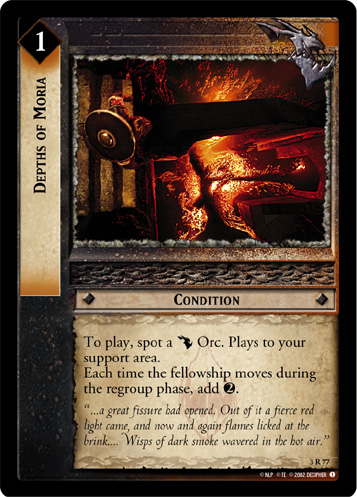 1
DEPTHS OF MORIA
CONDITION
To play, spot a Orc. Plays to your
support area.
Each time the fellowship moves during
the regroup phase, add 2.
"...a great fissure had opened. Out of it a fierce red
light came, and now and again flames licked at the
brink.... Wisps of dark smoke wavered in the hot air."
3 R 77
© NLP © TE © 2002 DECIPHER 1